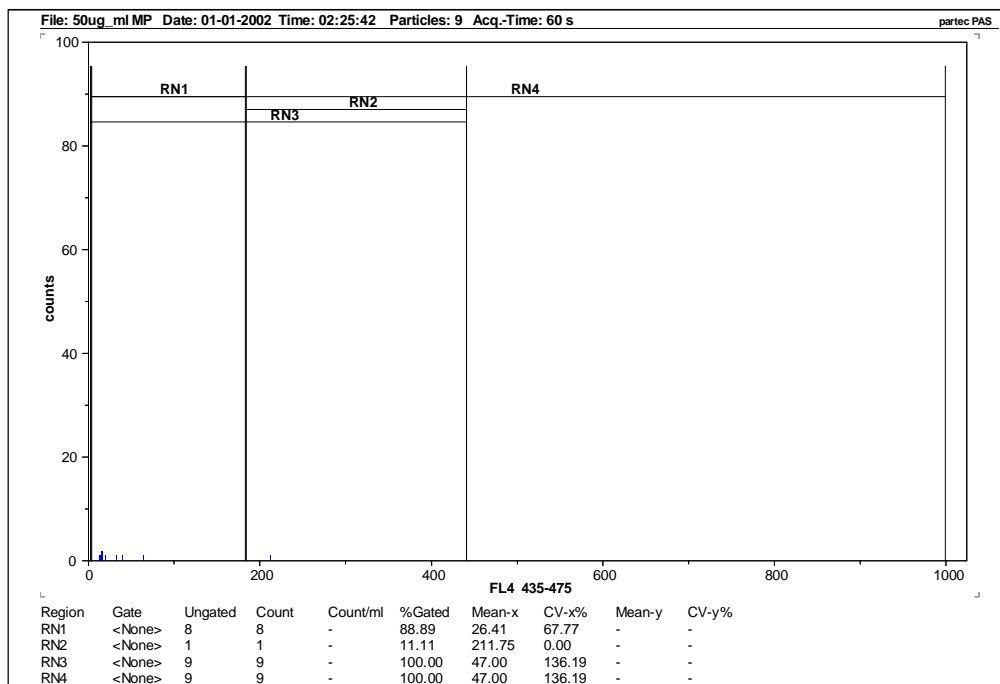 File: 50ug_ml MP Date: 01-01-2002 Time: 02:25:42 Particles: 9 Acq.-Time: 60 s partec PAS
100
RN1 RN4
RN2
RN3
80
60
counts
40
20
0
0 200 400 600 800 1000
FL4 435-475
Region Gate Ungated Count Count/ml %Gated Mean-x CV-x% Mean-y CV-y%
RN1 <None> 8 8 - 88.89 26.41 67.77 - -
RN2 <None> 1 1 - 11.11 211.75 0.00 - -
RN3 <None> 9 9 - 100.00 47.00 136.19 - -
RN4 <None> 9 9 - 100.00 47.00 136.19 - -